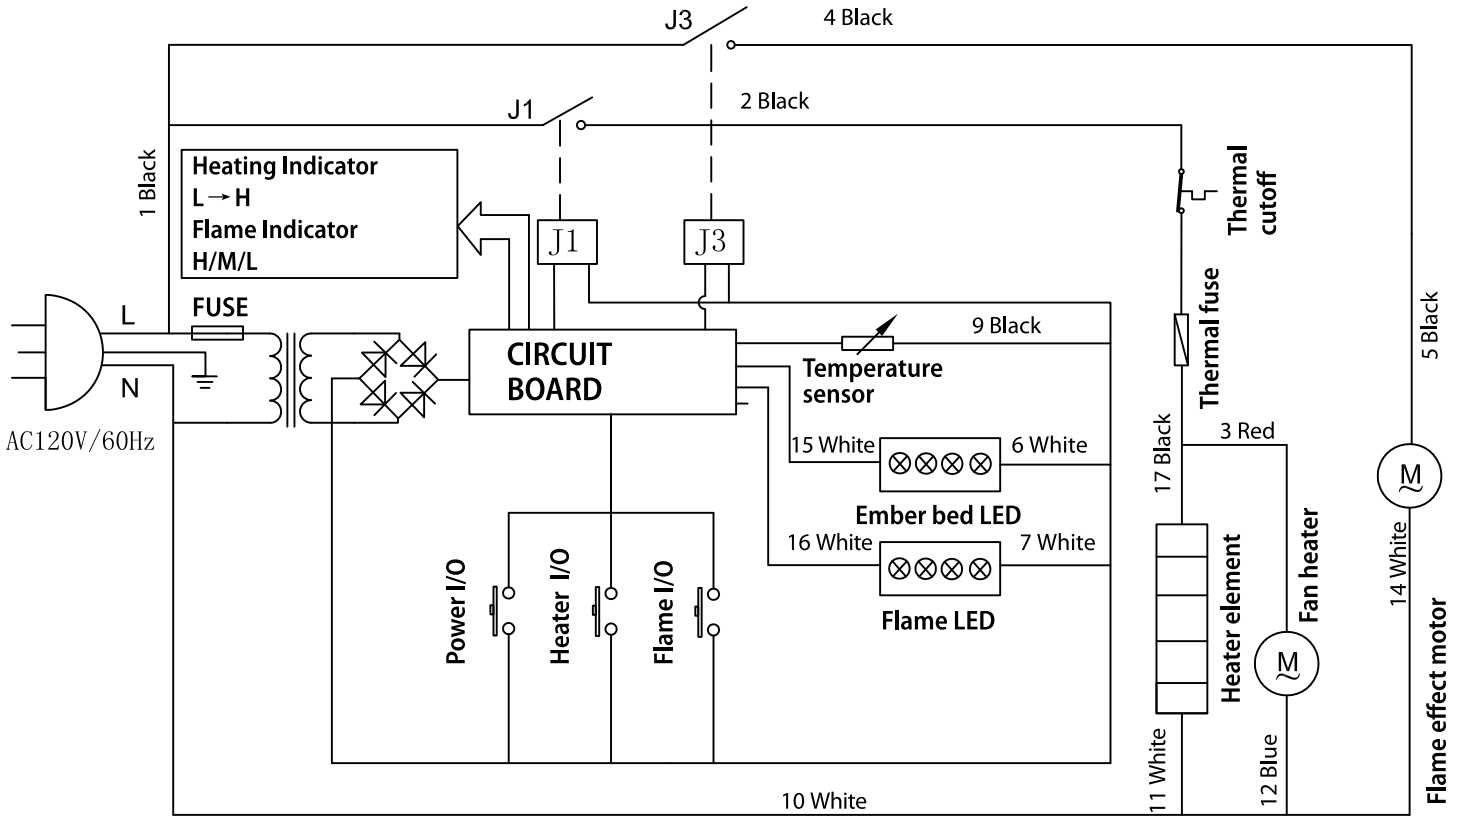 J3
4 Black
J1
2 Black
1 Black
Heating Indicator
L→H
Flame Indicator
H/M/L
J1
J3
Thermal
cutoff
FUSE
L
N
AC120V/60Hz
CIRCUIT
BOARD
9 Black
Temperature
sensor
Thermal fuse
5 Black
15 White
6 White
Ember bed LED
16 White
7 White
Flame LED
17 Black
3 Red
M
~
Power I/O
Heater I/O
Flame I/O
Heater element
Fan heater
M
~
14 White
Flame effect motor
11 White
12 Blue
10 White